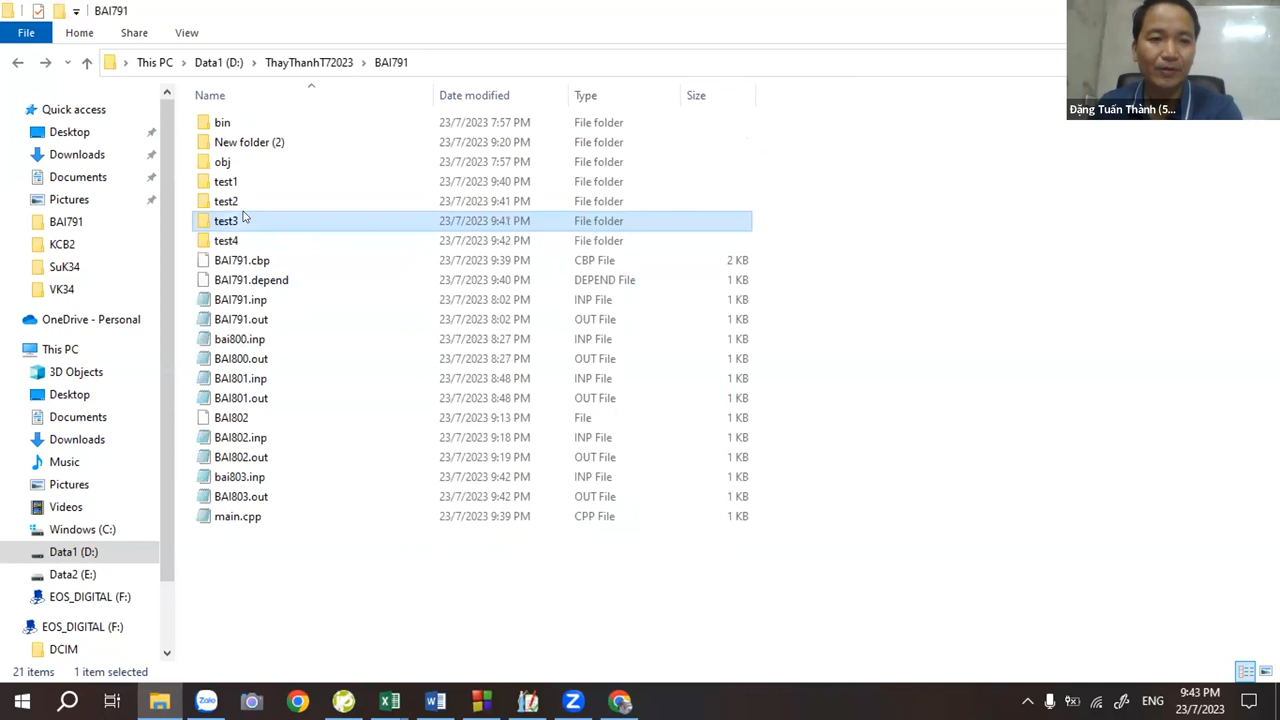 BAI791
File
Home
Share
View
This PC
Data1 (D:)
ThayThanhT72023
BAI791
Đặng Tuấn Thành (5...
Name
Date modified
Type
Size
Quick access
Desktop
Downloads
Documents
Pictures
BAI791
KCB2
SuK34
VK34
OneDrive - Personal
This PC
3D Objects
Desktop
Documents
Downloads
Music
Pictures
Videos
Windows (C:)
Data1 (D:)
Data2 (E:)
EOS_DIGITAL (F:)
EOS_DIGITAL (F:)
DCIM
bin 23/7/2023 7:57 PM File folder
New folder (2) 23/7/2023 9:20 PM File folder
obj 23/7/2023 7:57 PM File folder
test1 23/7/2023 9:40 PM File folder
test2 23/7/2023 9:41 PM File folder
test3 23/7/2023 9:41 PM File folder
test4 23/7/2023 9:42 PM File folder
BAI791.cbp 23/7/2023 9:39 PM CBP File 2 KB
BAI791.depend 23/7/2023 9:40 PM DEPEND File 1 KB
BAI791.inp 23/7/2023 8:02 PM INP File 1 KB
BAI791.out 23/7/2023 8:02 PM OUT File 1 KB
bai800.inp 23/7/2023 8:27 PM INP File 1 KB
BAI800.out 23/7/2023 8:27 PM OUT File 1 KB
BAI801.inp 23/7/2023 8:48 PM INP File 1 KB
BAI801.out 23/7/2023 8:48 PM OUT File 1 KB
BAI802 23/7/2023 9:13 PM File 1 KB
BAI802.inp 23/7/2023 9:18 PM INP File 1 KB
BAI802.out 23/7/2023 9:19 PM OUT File 1 KB
bai803.inp 23/7/2023 9:42 PM INP File 1 KB
BAI803.out 23/7/2023 9:42 PM OUT File 1 KB
main.cpp 23/7/2023 9:39 PM CPP File 1 KB
21 items 1 item selected
Zalo
ENG
9:43 PM
23/7/2023